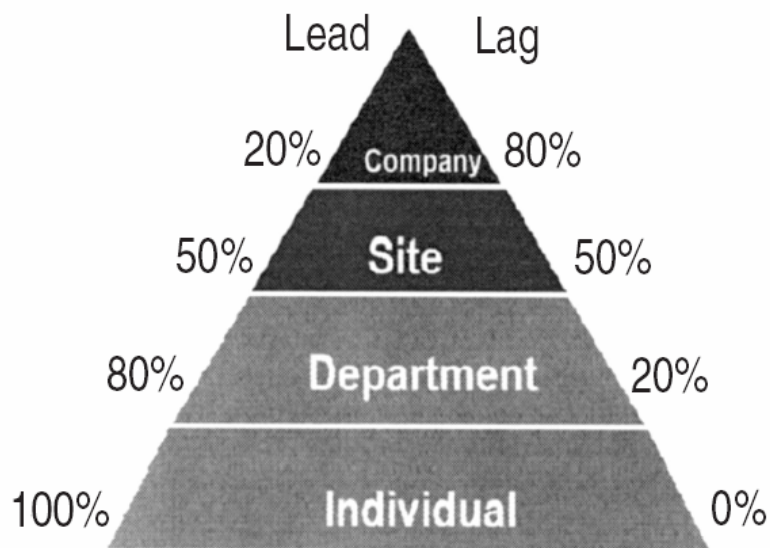 Lead Lag
20% Company 80%
50% Site 50%
80% Department 20%
100% Individual 0%